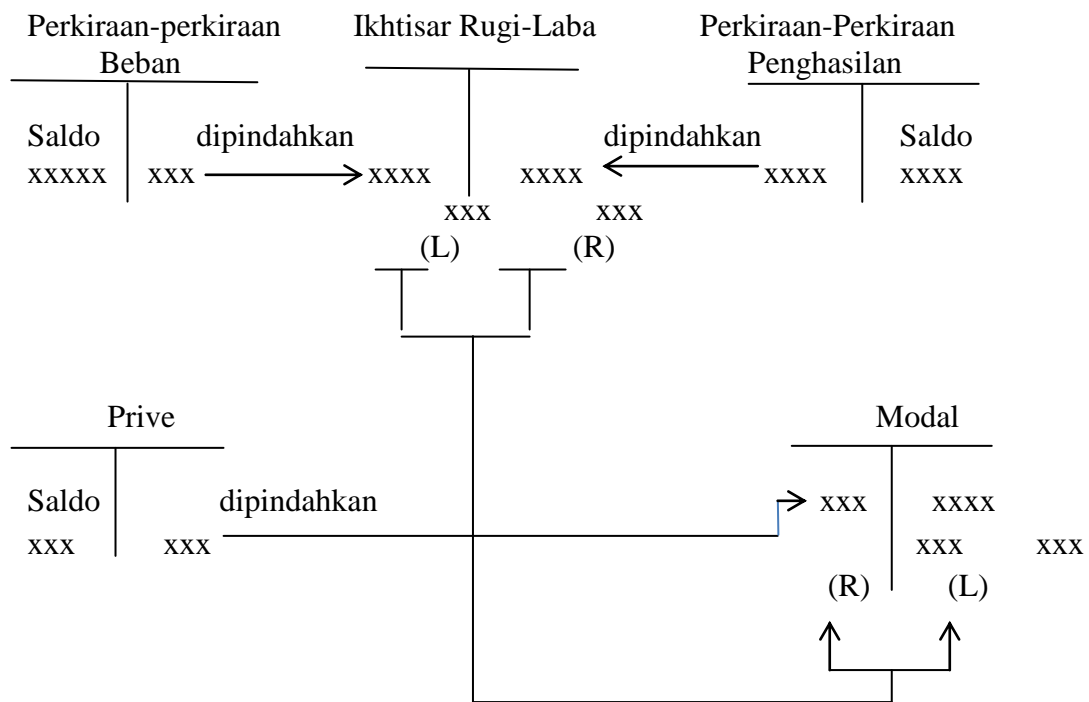 Perkiraan-perkiraan Ikhtisar Rugi-Laba Perkiraan-Perkiraan
Beban Penghasilan
Saldo dipindahkan dipindahkan Saldo
xxxxx xxx xxxx xxxx xxxx xxxx
xxx xxx
(L) (R)
Prive Modal
Saldo dipindahkan xxx xxxx
xxx xxx xxx xxx
(R) (L)